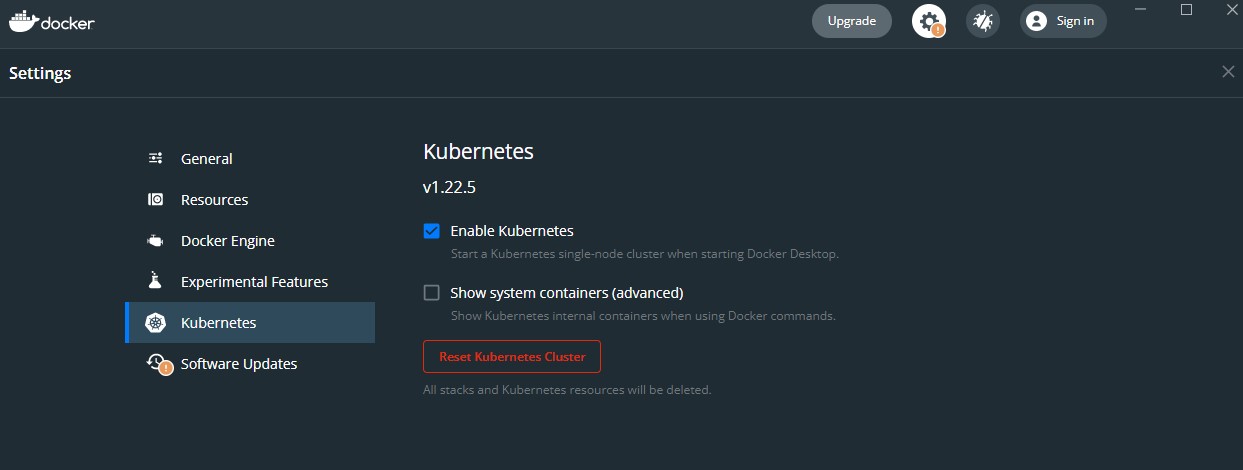 docker
Upgrade
!
Sign in
Settings
General
Resources
Docker Engine
Experimental Features
Kubernetes
!
Software Updates
Kubernetes
v1.22.5
Enable Kubernetes
Start a Kubernetes single-node cluster when starting Docker Desktop.
Show system containers (advanced)
Show Kubernetes internal containers when using Docker commands.
Reset Kubernetes Cluster
All stacks and Kubernetes resources will be deleted.